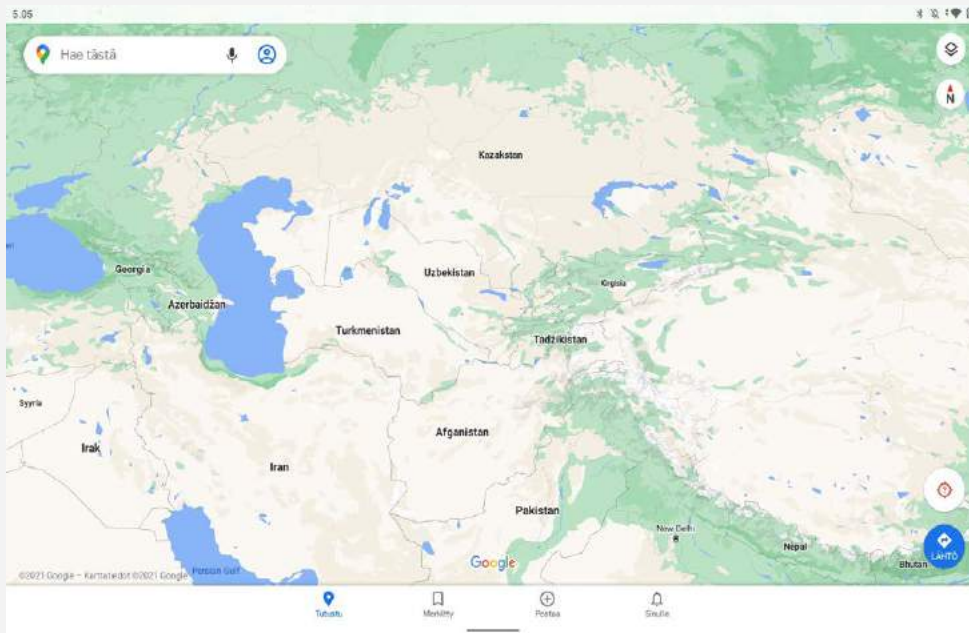 5.05
Hae tästä
N
Kazakstan
Georgia
Uzbekistan
Kirgisia
Azerbaidžan
Turkmenistan
Tadžikistan
Syyria
Afganistan
Irak
Iran
Pakistan
New Delhi
Nepal
Bhutan
LÄHTÖ
Persian Gulf
Google
©2021 Google – Karttatiedot ©2021 Google
Tutustu
Merkitty
Postaa
Sinulle